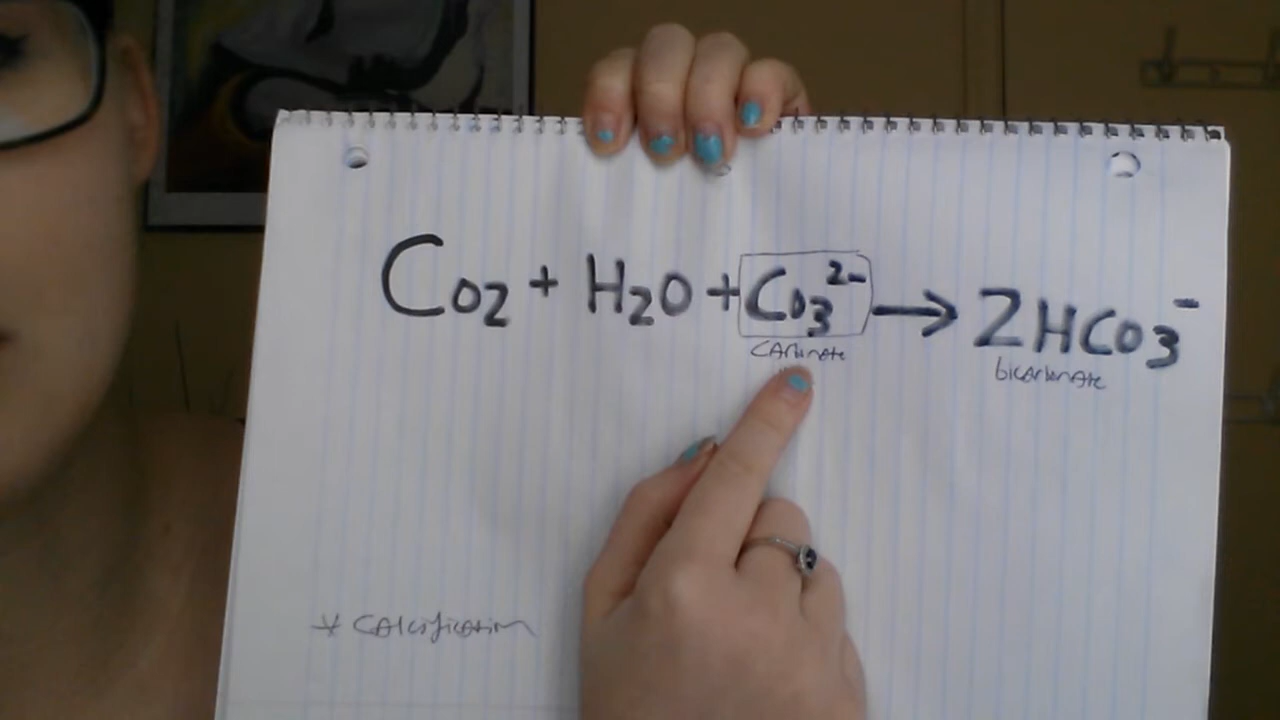 Co2 + H2O + Co3 2- → 2HCo3 -
carbonate
bicarbonate
* calcification